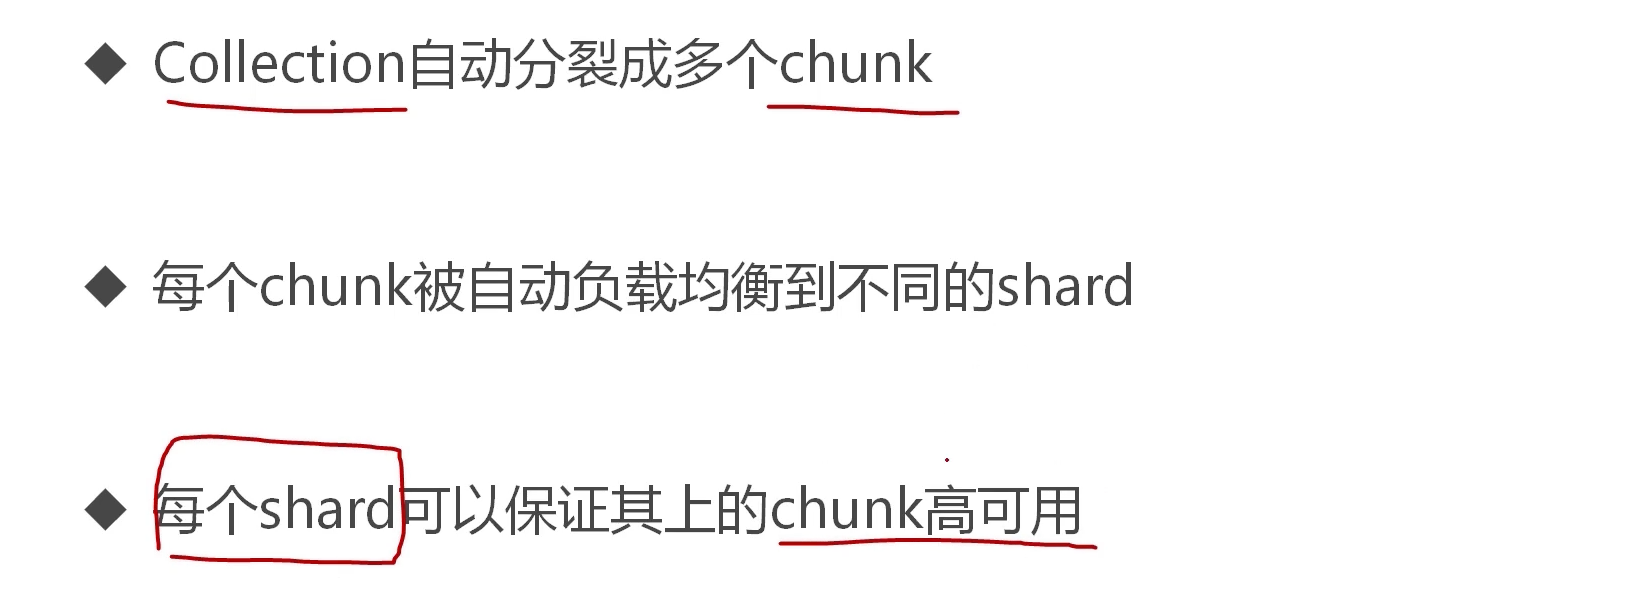 ◆ Collection自动分裂成多个chunk
◆ 每个chunk被自动负载均衡到不同的shard
◆ 每个shard可以保证其上的chunk高可用